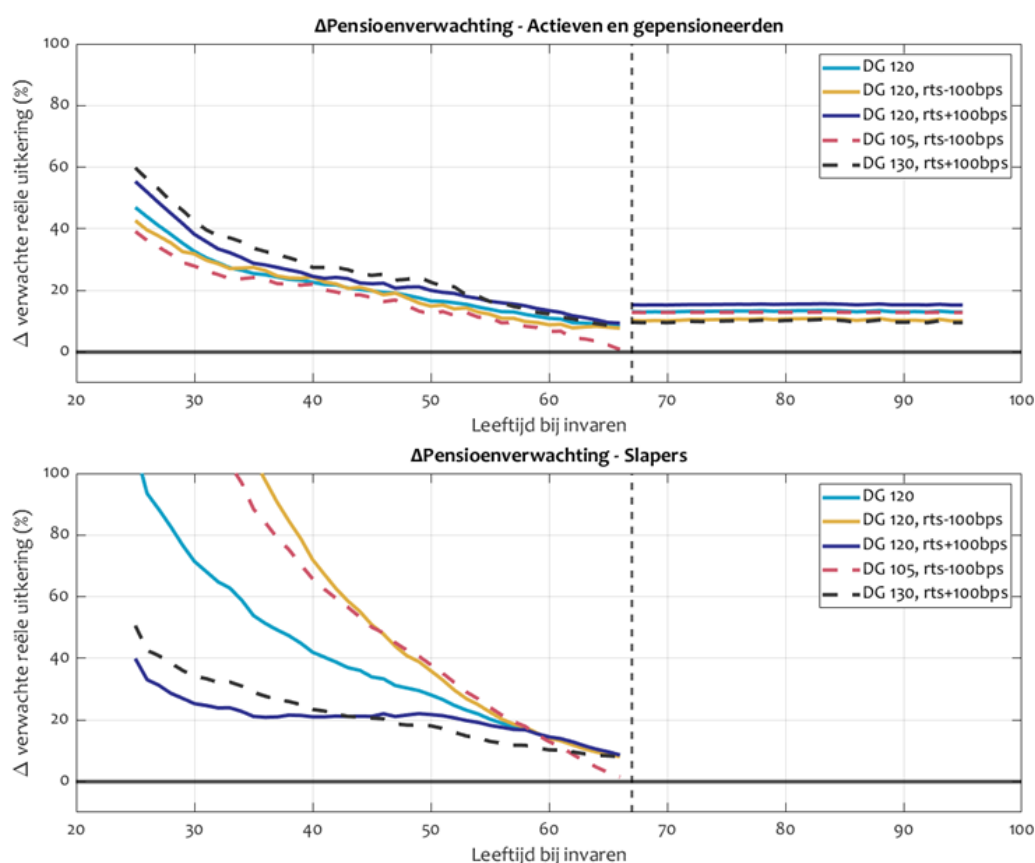 ΔPensioenverwachting - Actieven en gepensioneerden
Δ verwachte reële uitkering (%)
100
80
60
40
20
0
DG 120
DG 120, rts-100bps
DG 120, rts+100bps
DG 105, rts-100bps
DG 130, rts+100bps
20 30 40 50 60 70 80 90 100
Leeftijd bij invaren
ΔPensioenverwachting - Slapers
Δ verwachte reële uitkering (%)
100
80
60
40
20
0
DG 120
DG 120, rts-100bps
DG 120, rts+100bps
DG 105, rts-100bps
DG 130, rts+100bps
20 30 40 50 60 70 80 90 100
Leeftijd bij invaren